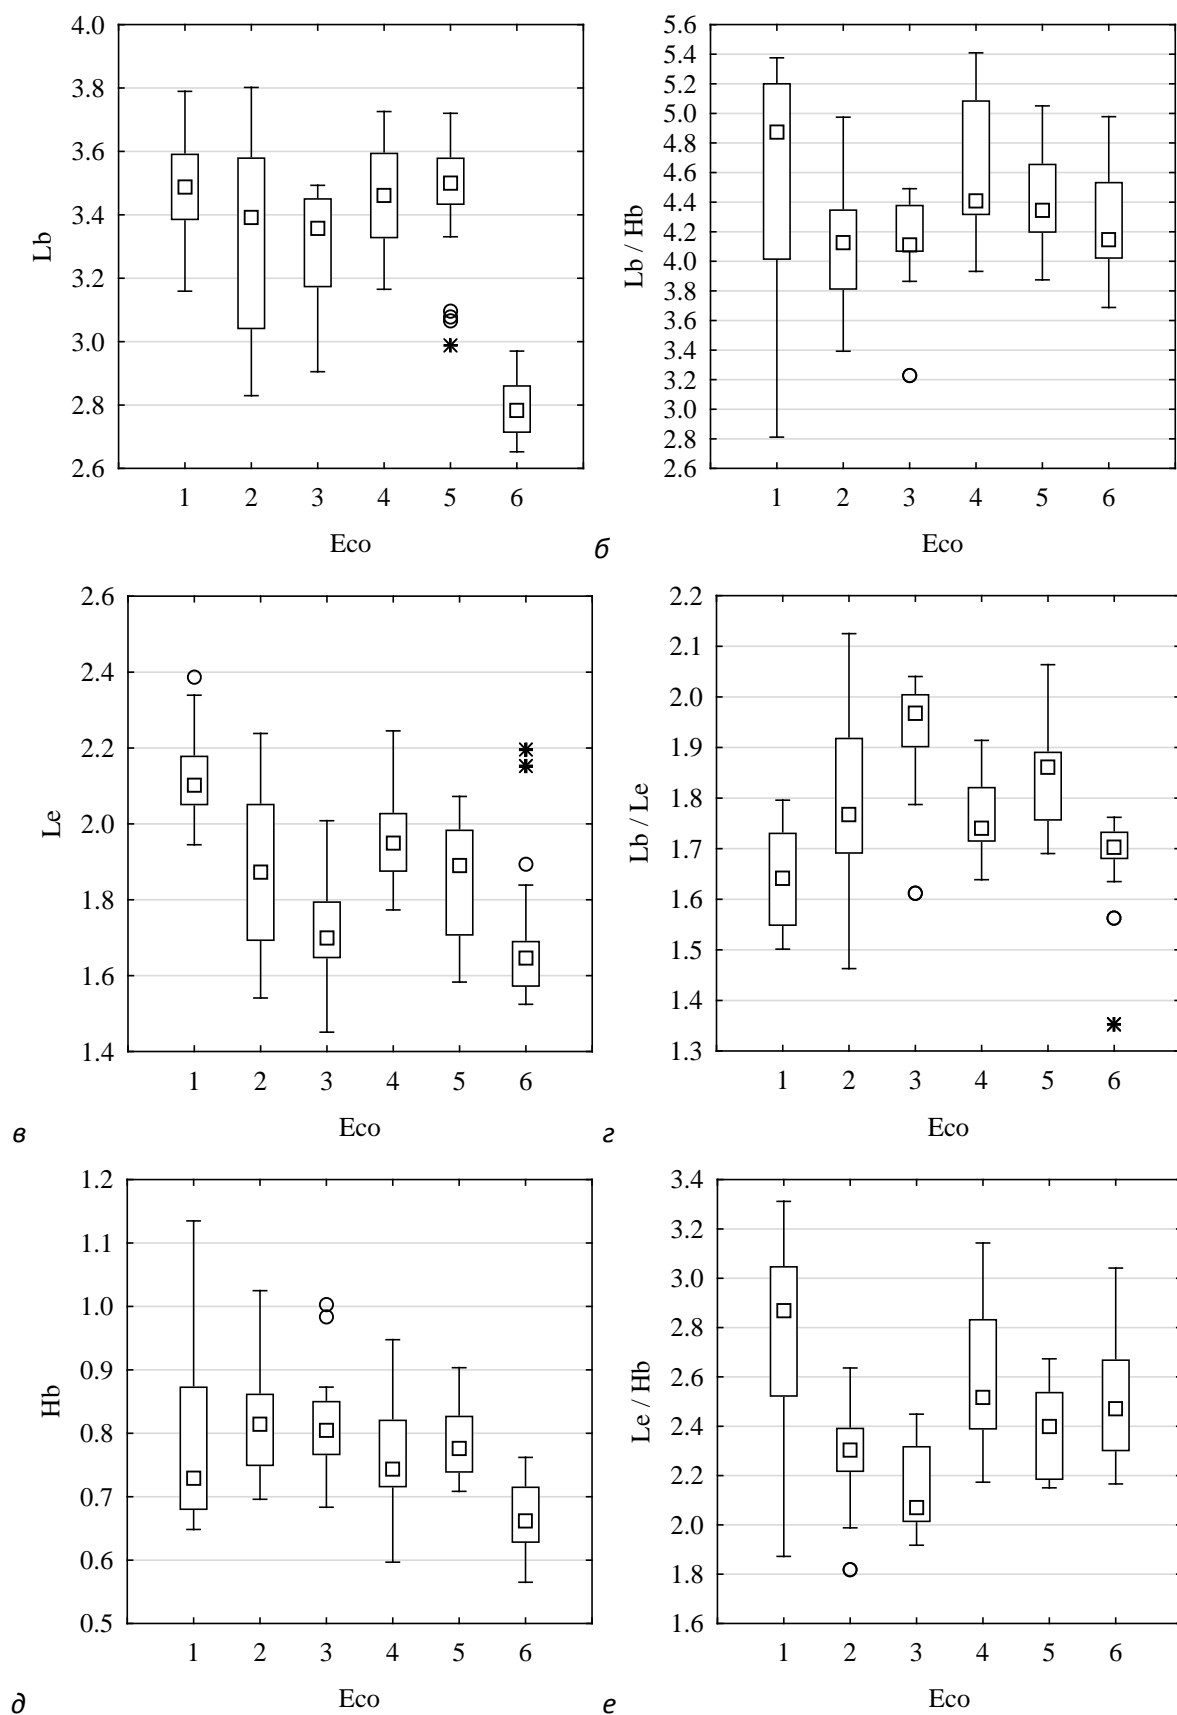 4.0
3.8
3.6
3.4
3.2
3.0
2.8
2.6
Lb
1 2 3 4 5 6
Eco
5.6
5.4
5.2
5.0
4.8
4.6
4.4
4.2
4.0
3.8
3.6
3.4
3.2
3.0
2.8
2.6
Lb / Hb
1 2 3 4 5 6
Eco
б
2.6
2.4
2.2
2.0
1.8
1.6
1.4
Le
1 2 3 4 5 6
Eco
в
2.2
2.1
2.0
1.9
1.8
1.7
1.6
1.5
1.4
1.3
Lb / Le
1 2 3 4 5 6
Eco
г
1.2
1.1
1.0
0.9
0.8
0.7
0.6
0.5
Hb
1 2 3 4 5 6
Eco
д
3.4
3.2
3.0
2.8
2.6
2.4
2.2
2.0
1.8
1.6
Le / Hb
1 2 3 4 5 6
Eco
е